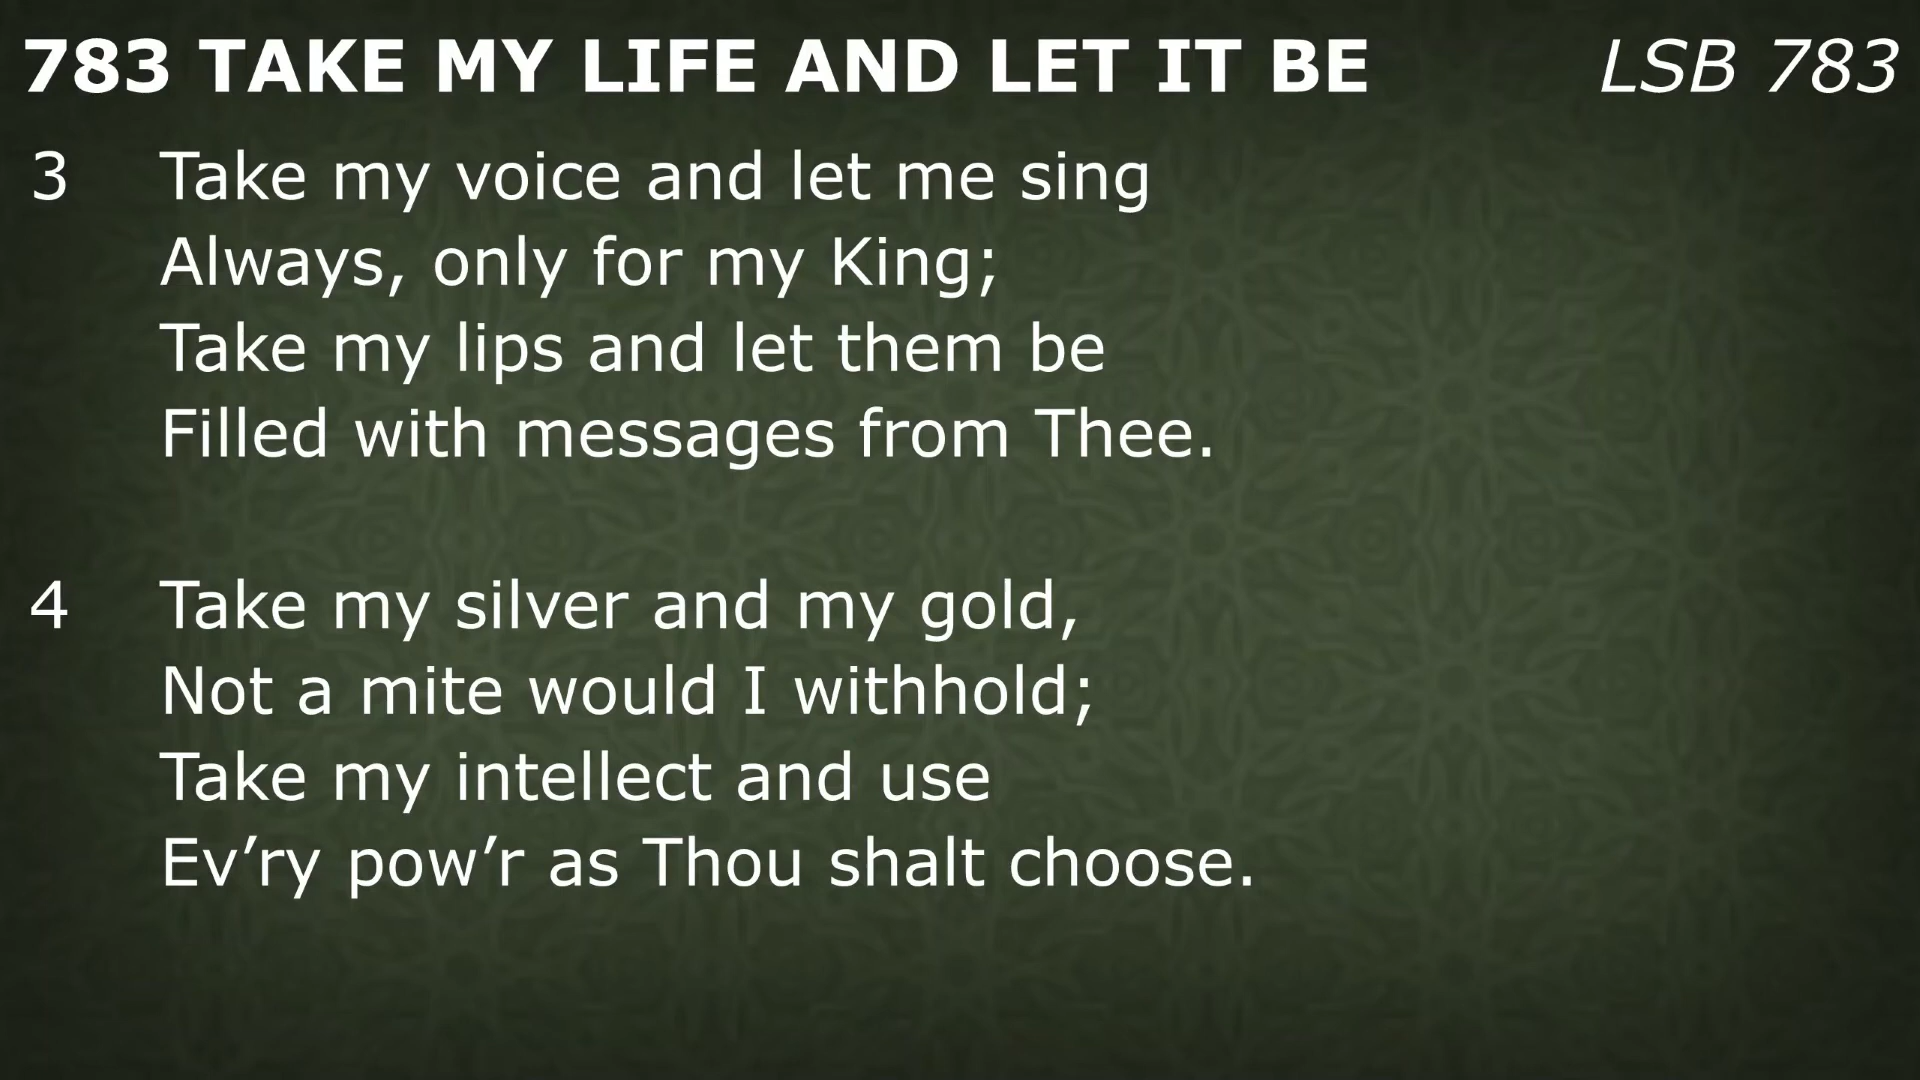 783 TAKE MY LIFE AND LET IT BE LSB 783
3 Take my voice and let me sing
Always, only for my King;
Take my lips and let them be
Filled with messages from Thee.
4 Take my silver and my gold,
Not a mite would I withhold;
Take my intellect and use
Ev’ry pow’r as Thou shalt choose.